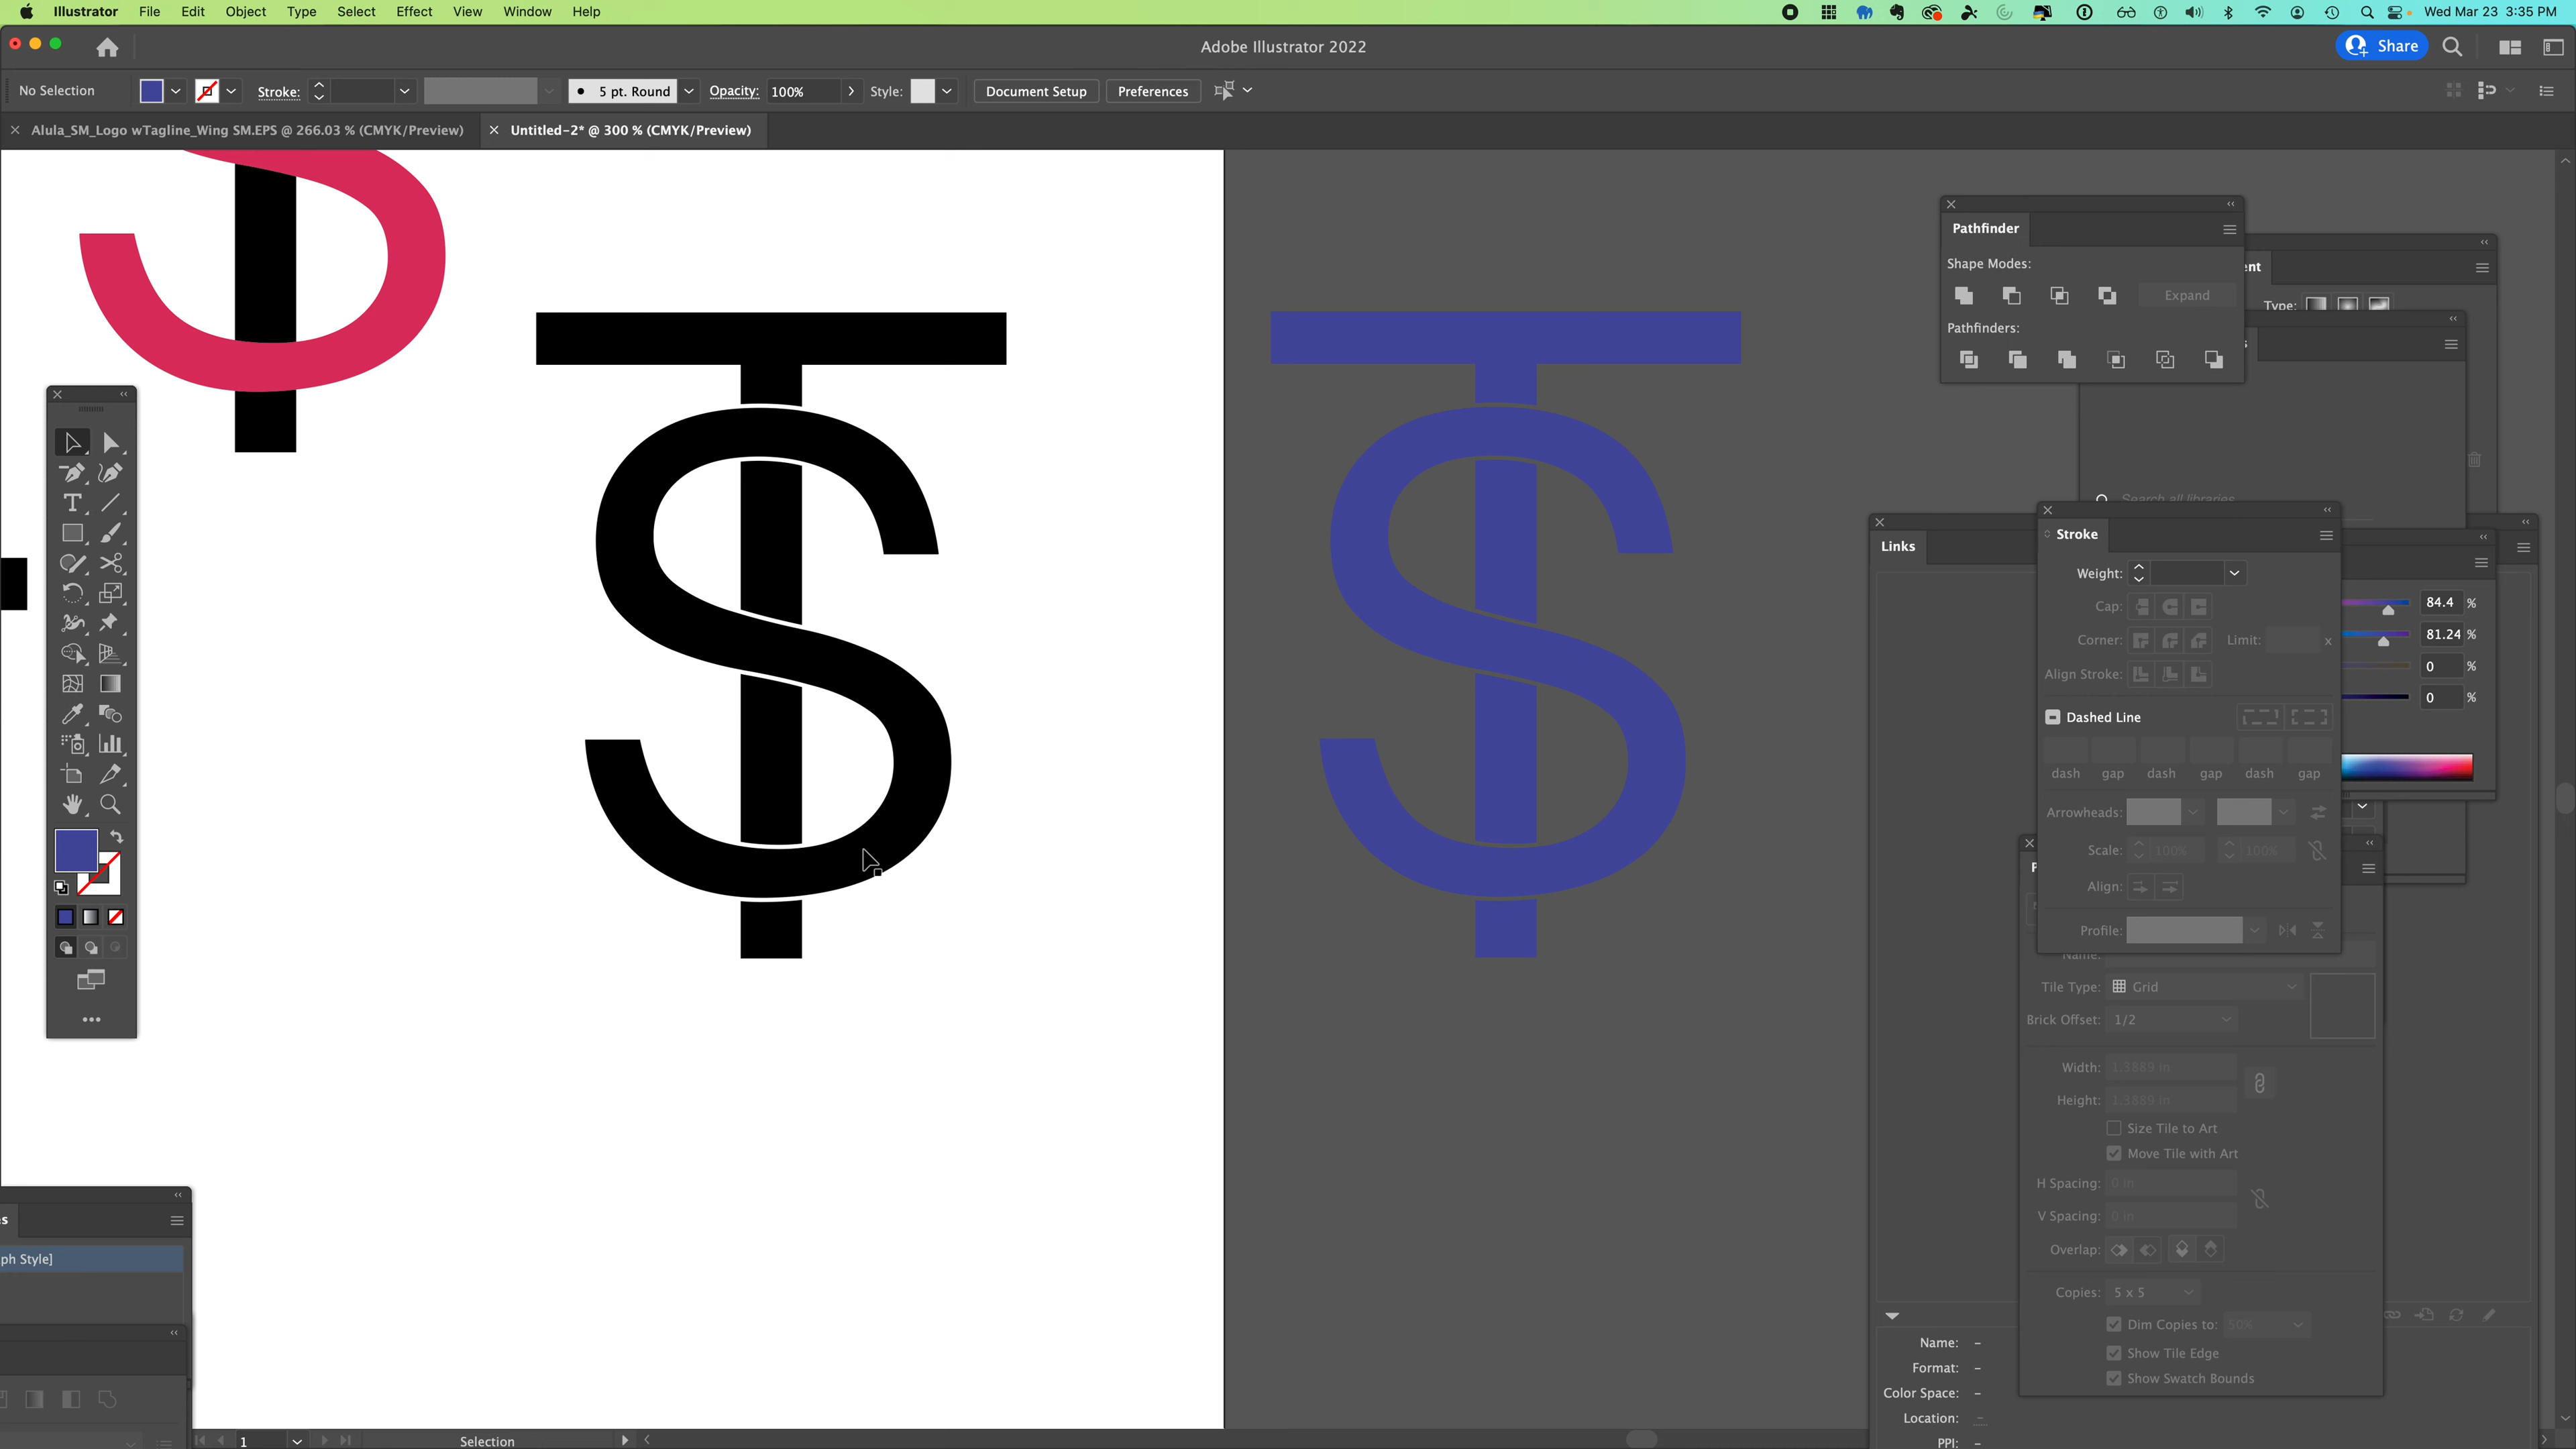 Illustrator File Edit Object Type Select Effect View Window Help
Wed Mar 23 3:35 PM
Adobe Illustrator 2022
Share
No Selection
Stroke:
5 pt. Round
Opacity: 100%
Style:
Document Setup
Preferences
Alula_SM_Logo wTagline_Wing SM.EPS @ 266.03 % (CMYK/Preview)
Untitled-2* @ 300 % (CMYK/Preview)
Pathfinder
Shape Modes:
Expand
Pathfinders:
ent
Type:
s
Search all libraries
Links
Stroke
Weight:
Cap:
Corner:
Limit:
x
Align Stroke:
Dashed Line
dash gap dash gap dash gap
Arrowheads:
Scale: 100% 100%
Align:
Profile:
84.4 %
81.24 %
0 %
0 %
P
Name:
Tile Type: Grid
Brick Offset: 1/2
Width: 1.3889 in
Height: 1.3889 in
Size Tile to Art
Move Tile with Art
H Spacing: 0 in
V Spacing: 0 in
Overlap:
Copies: 5 x 5
Dim Copies to: 50%
Show Tile Edge
Show Swatch Bounds
Name: –
Format: –
Color Space: –
Location: –
PPI: –
s
ph Style]
1
Selection
TS
TS